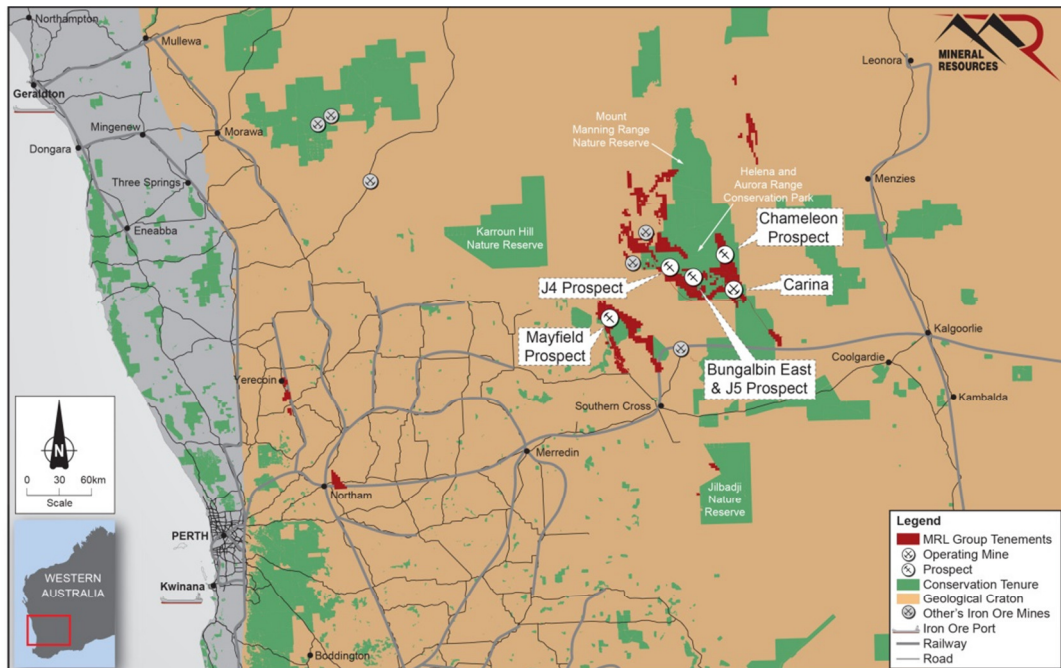 Northampton
Mullewa
Geraldton
Mingenew
Morawa
Dongara
Three Springs
Eneabba
Mount
Manning Range
Nature Reserve
Helena and
Aurora Range
Conservation Park
Karroun Hill
Nature Reserve
MINERAL
RESOURCES
Leonora
Menzies
Chameleon
Prospect
J4 Prospect
Carina
Mayfield
Prospect
Bungalbin East
& J5 Prospect
Kalgoorlie
Coolgardie
Kambalda
Yerecoin
Southern Cross
Merredin
Northam
Jilbadji
Nature
Reserve
N
0 30 60km
Scale
PERTH
Kwinana
Boddington
WESTERN
AUSTRALIA
Legend
MRL Group Tenements
Operating Mine
Prospect
Conservation Tenure
Geological Craton
Other's Iron Ore Mines
Iron Ore Port
Railway
Road